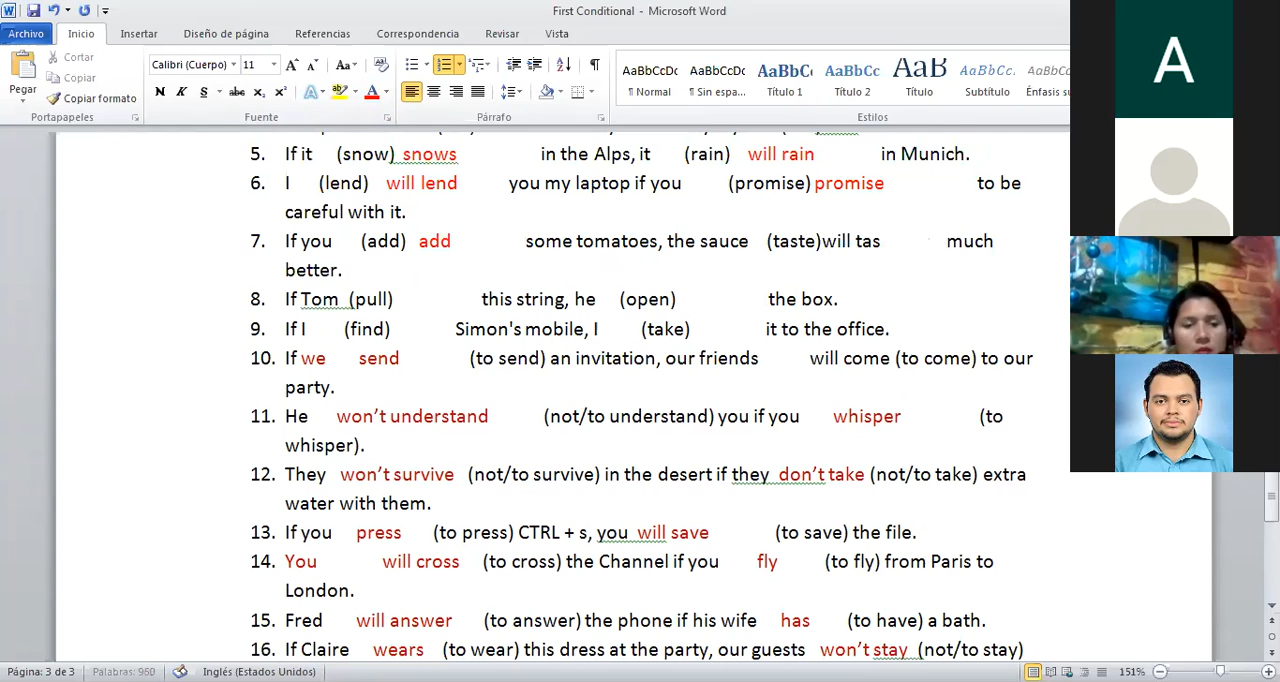 First Conditional - Microsoft Word
Archivo Inicio Insertar Diseño de página Referencias Correspondencia Revisar Vista
Cortar
Copiar
Copiar formato
Pegar
Portapapeles
Calibri (Cuerpo) 11
Fuente
Párrafo
AaBbCcDc AaBbCcDc AaBbC AaBbCc AaB AaBbCc. AaBbCcDc
¶ Normal ¶ Sin espa... Título 1 Título 2 Título Subtítulo Énfasis su
Estilos
5. If it (snow) snows in the Alps, it (rain) will rain in Munich.
6. I (lend) will lend you my laptop if you (promise) promise to be
careful with it.
7. If you (add) add some tomatoes, the sauce (taste)will tas much
better.
8. If Tom (pull) this string, he (open) the box.
9. If I (find) Simon's mobile, I (take) it to the office.
10. If we send (to send) an invitation, our friends will come (to come) to our
party.
11. He won't understand (not/to understand) you if you whisper (to
whisper).
12. They won't survive (not/to survive) in the desert if they don't take (not/to take) extra
water with them.
13. If you press (to press) CTRL + s, you will save (to save) the file.
14. You will cross (to cross) the Channel if you fly (to fly) from Paris to
London.
15. Fred will answer (to answer) the phone if his wife has (to have) a bath.
16. If Claire wears (to wear) this dress at the party, our guests won't stay (not/to stay)
Página: 3 de 3 Palabras: 960 Inglés (Estados Unidos) 151%
A